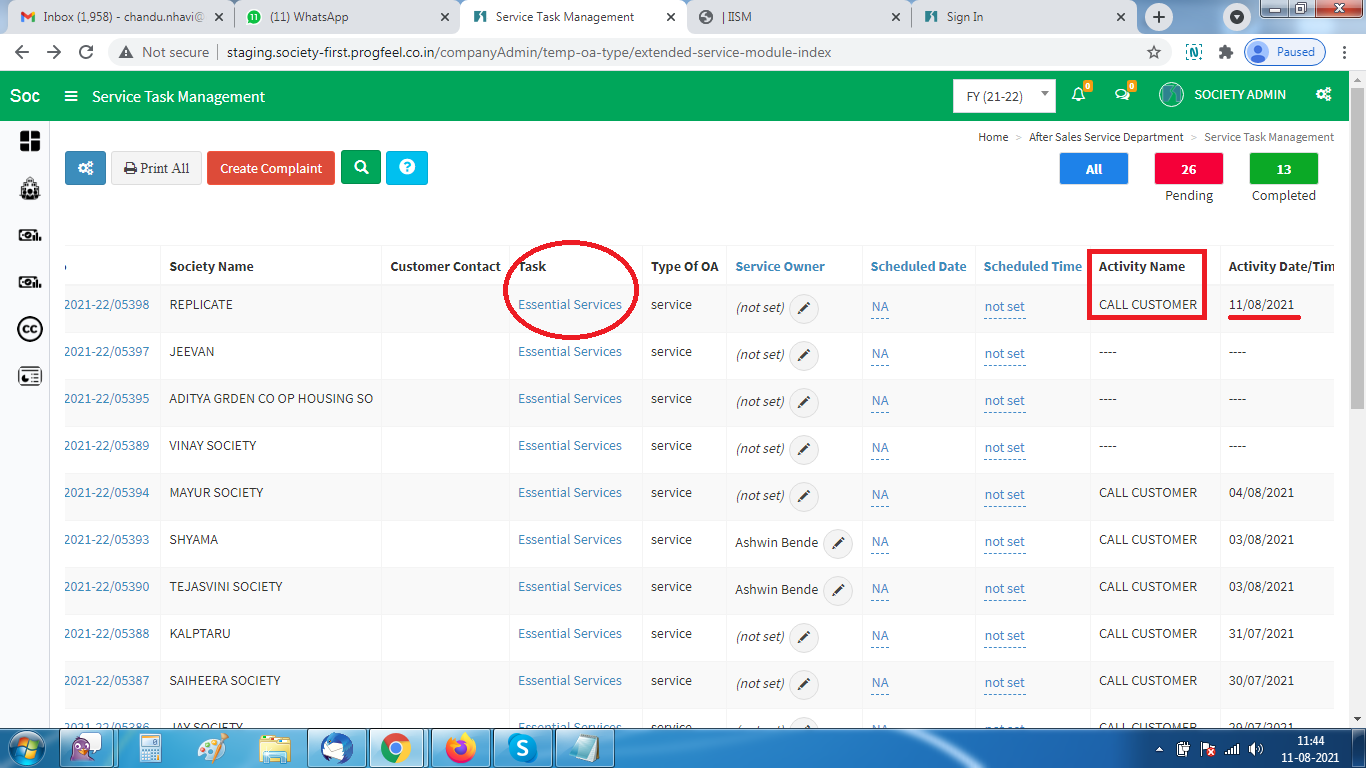 Inbox (1,958) - chandu.nhavi@
(11) WhatsApp
Service Task Management
| IISM
Sign In
Not secure
staging.society-first.progfeel.co.in/companyAdmin/temp-oa-type/extended-service-module-index
Paused
Soc
Service Task Management
FY (21-22)
0
0
SOCIETY ADMIN
Home > After Sales Service Department > Service Task Management
Print All
Create Complaint
All
26
13
Pending
Completed
Society Name Customer Contact Task Type Of OA Service Owner Scheduled Date Scheduled Time Activity Name Activity Date/Tim
2021-22/05398 REPLICATE Essential Services service (not set) NA not set CALL CUSTOMER 11/08/2021
2021-22/05397 JEEVAN Essential Services service (not set) NA not set ---- ----
2021-22/05395 ADITYA GRDEN CO OP HOUSING SO Essential Services service (not set) NA not set ---- ----
2021-22/05389 VINAY SOCIETY Essential Services service (not set) NA not set ---- ----
2021-22/05394 MAYUR SOCIETY Essential Services service (not set) NA not set CALL CUSTOMER 04/08/2021
2021-22/05393 SHYAMA Essential Services service Ashwin Bende NA not set CALL CUSTOMER 03/08/2021
2021-22/05390 TEJASVINI SOCIETY Essential Services service Ashwin Bende NA not set CALL CUSTOMER 03/08/2021
2021-22/05388 KALPTARU Essential Services service (not set) NA not set CALL CUSTOMER 31/07/2021
2021-22/05387 SAIHEERA SOCIETY Essential Services service (not set) NA not set CALL CUSTOMER 30/07/2021
2021-22/05386 JAY SOCIETY Essential Services service (not set) NA not set CALL CUSTOMER 29/07/2021
11:44
11-08-2021